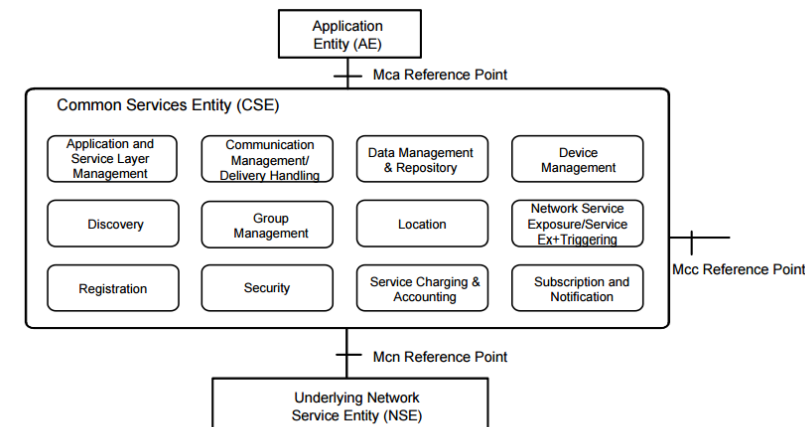 Application
Entity (AE)
Mca Reference Point
Common Services Entity (CSE)
Application and
Service Layer
Management
Communication
Management/
Delivery Handling
Data Management
& Repository
Device
Management
Discovery
Group
Management
Location
Network Service
Exposure/Service
Ex+Triggering
Mcc Reference Point
Registration
Security
Service Charging &
Accounting
Subscription and
Notification
Mcn Reference Point
Underlying Network
Service Entity (NSE)